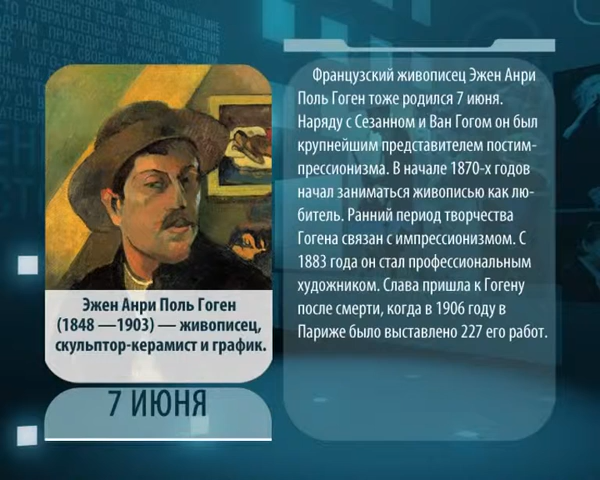 Французский живописец Эжен Анри
Поль Гоген тоже родился 7 июня.
Наряду с Сезанном и Ван Гогом он был
крупнейшим представителем постим-
прессионизма. В начале 1870-х годов
начал заниматься живописью как лю-
битель. Ранний период творчества
Гогена связан с импрессионизмом. С
1883 года он стал профессиональным
художником. Слава пришла к Гогену
после смерти, когда в 1906 году в
Париже было выставлено 227 его работ.
Эжен Анри Поль Гоген
(1848 —1903) — живописец,
скульптор-керамист и график.
7 ИЮНЯ